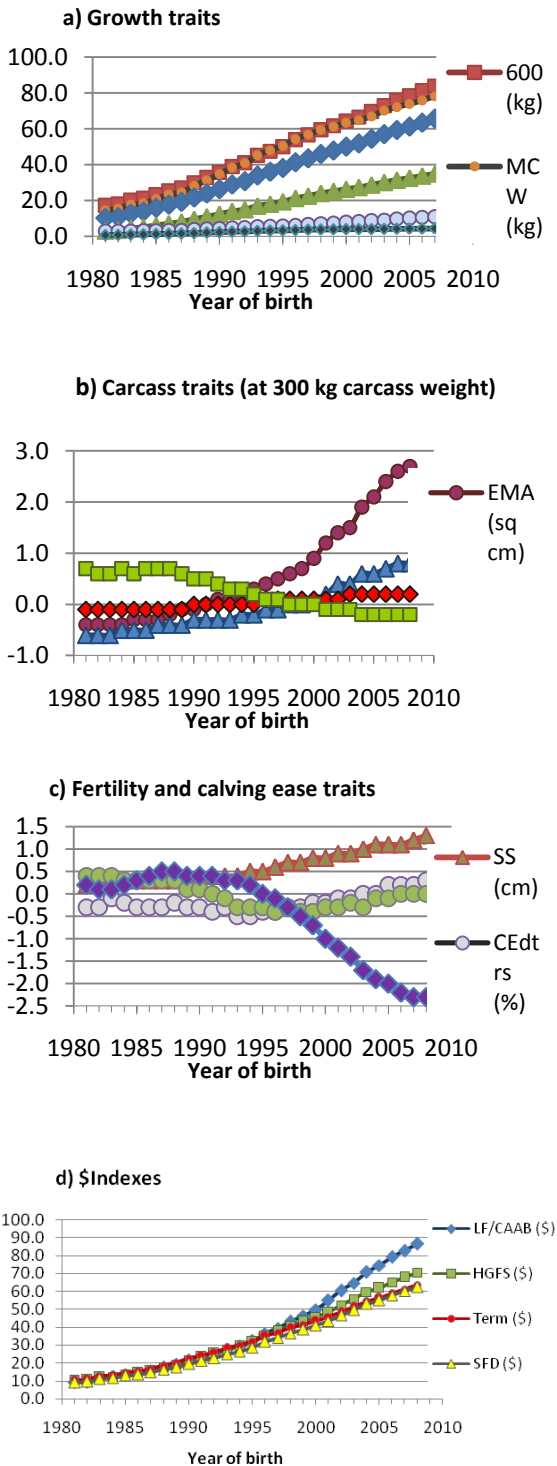 a) Growth traits
100.0
80.0
60.0
40.0
20.0
0.0
600
(kg)
MC
W
(kg)
1980 1985 1990 1995 2000 2005 2010
Year of birth
b) Carcass traits (at 300 kg carcass weight)
3.0
2.0
1.0
0.0
-1.0
EMA
(sq
cm)
1980 1985 1990 1995 2000 2005 2010
Year of birth
c) Fertility and calving ease traits
1.5
1.0
0.5
0.0
-0.5
-1.0
-1.5
-2.0
-2.5
SS
(cm)
CEdt
rs
(%)
1980 1985 1990 1995 2000 2005 2010
Year of birth
d) $Indexes
100.0
90.0
80.0
70.0
60.0
50.0
40.0
30.0
20.0
10.0
0.0
LF/CAAB ($)
HGFS ($)
Term ($)
SFD ($)
1980 1985 1990 1995 2000 2005 2010
Year of birth